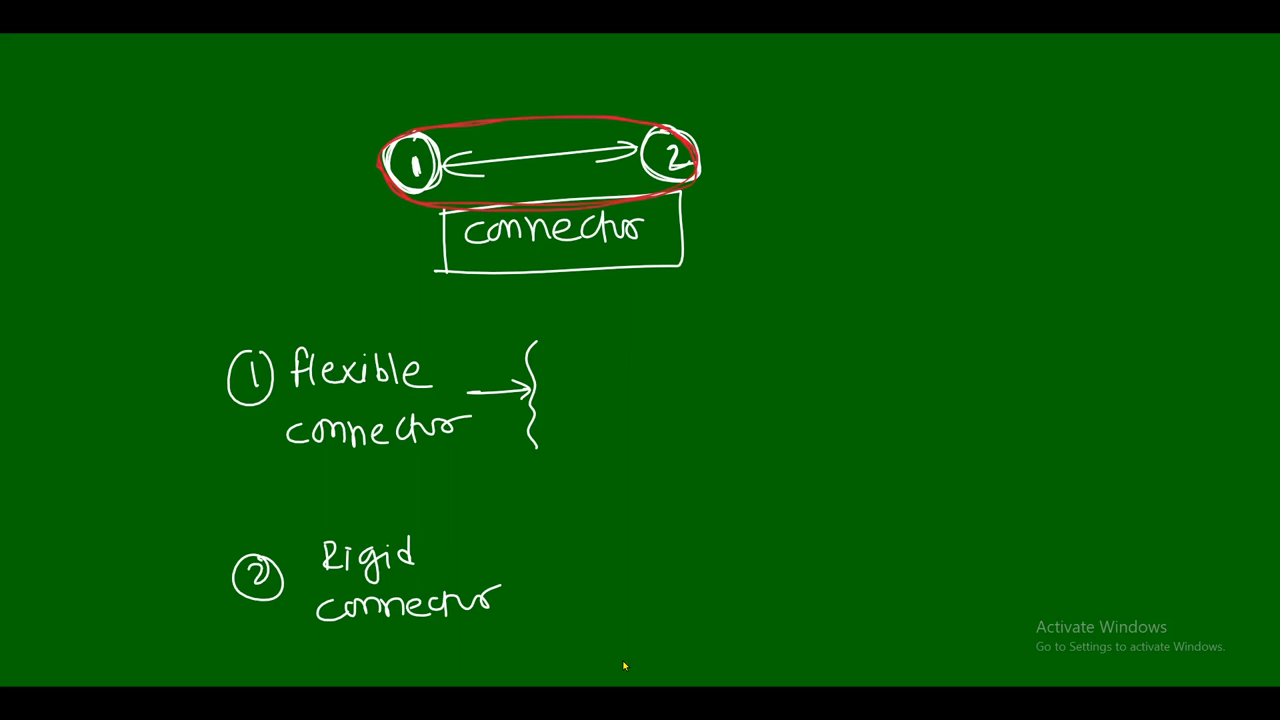 1 2
connector
1 flexible
connector
2 Rigid
connector
Activate Windows
Go to Settings to activate Windows.